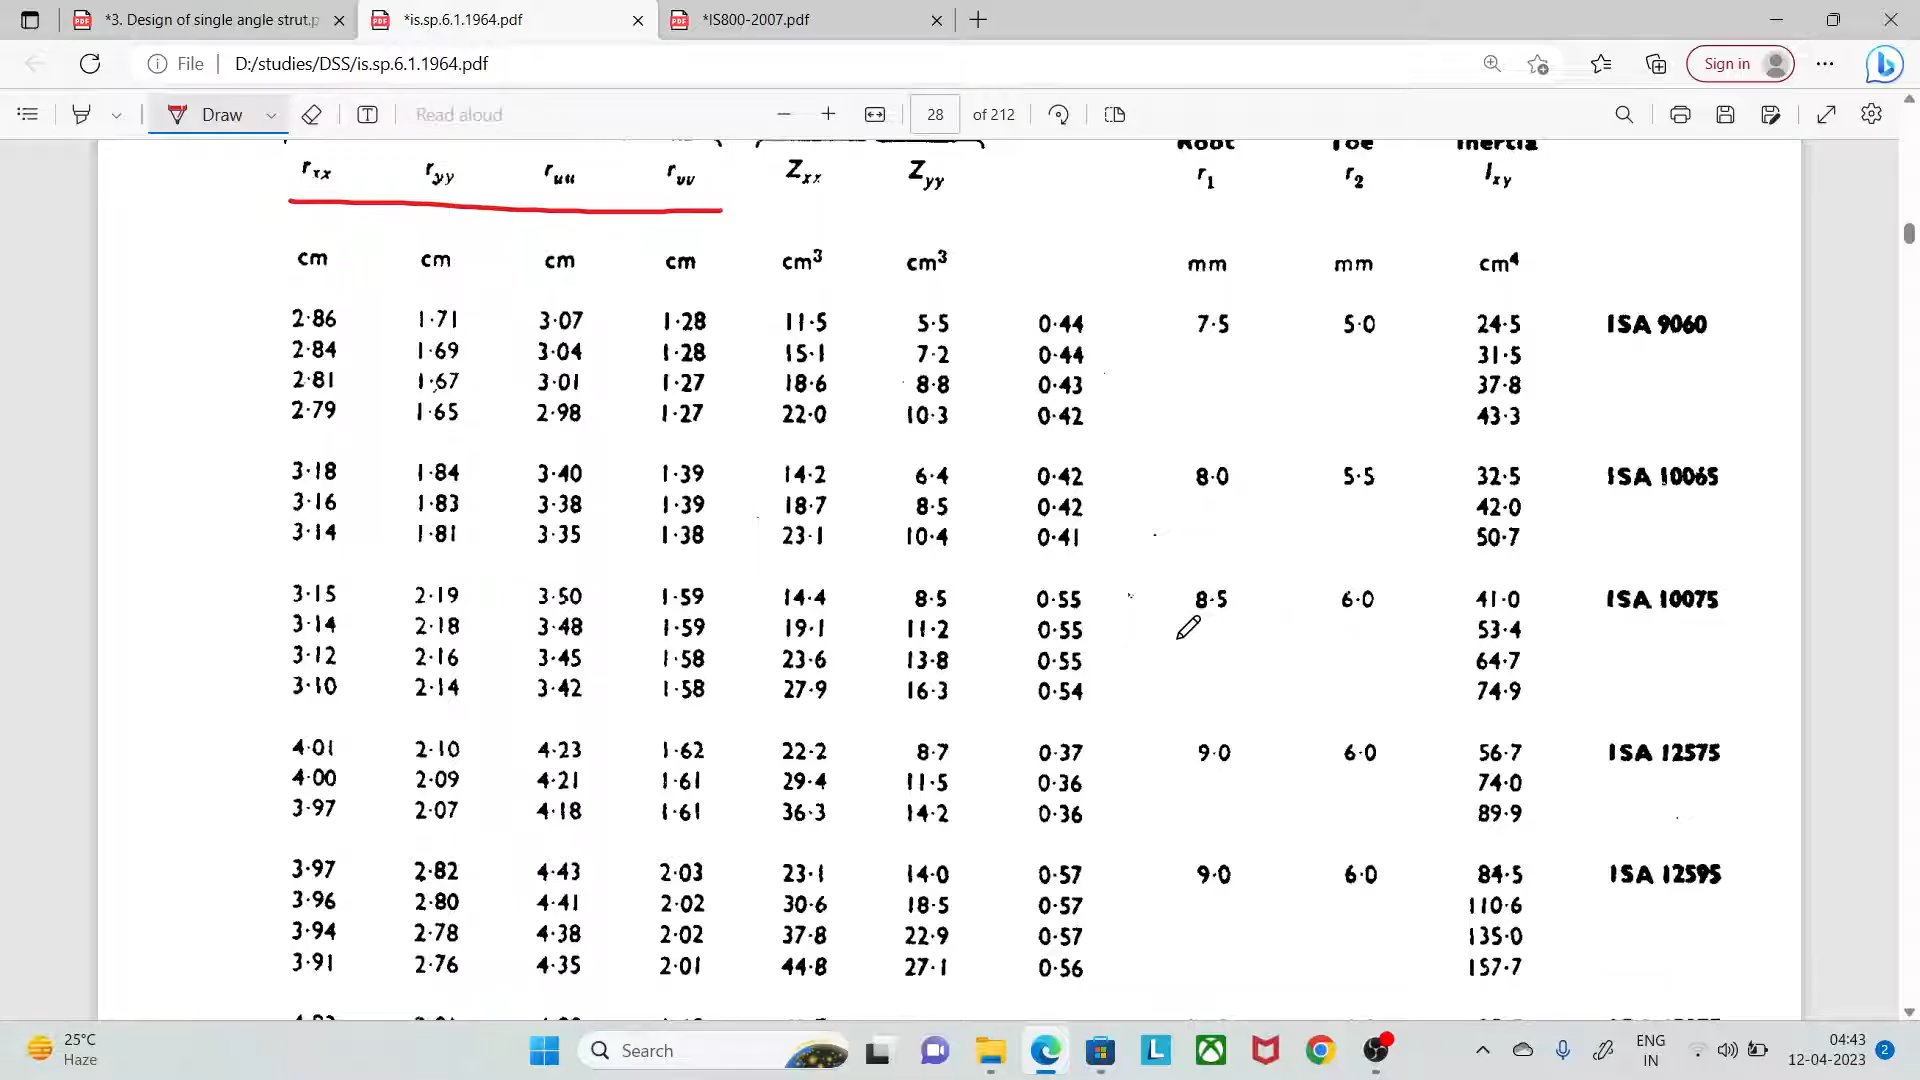 *3. Design of single angle strut.p
*is.sp.6.1.1964.pdf
*IS800-2007.pdf
File D:/studies/DSS/is.sp.6.1.1964.pdf
Sign in
Draw
Read aloud
28 of 212
Root Toe Inertia
rxx ryy ruu rvv Zxx Zyy r1 r2 Ixy
cm cm cm cm cm3 cm3 mm mm cm4
2·86 1·71 3·07 1·28 11·5 5·5 0·44 7·5 5·0 24·5 ISA 9060
2·84 1·69 3·04 1·28 15·1 7·2 0·44 31·5
2·81 1·67 3·01 1·27 18·6 8·8 0·43 37·8
2·79 1·65 2·98 1·27 22·0 10·3 0·42 43·3
3·18 1·84 3·40 1·39 14·2 6·4 0·42 8·0 5·5 32·5 ISA 10065
3·16 1·83 3·38 1·39 18·7 8·5 0·42 42·0
3·14 1·81 3·35 1·38 23·1 10·4 0·41 50·7
3·15 2·19 3·50 1·59 14·4 8·5 0·55 8·5 6·0 41·0 ISA 10075
3·14 2·18 3·48 1·59 19·1 11·2 0·55 53·4
3·12 2·16 3·45 1·58 23·6 13·8 0·55 64·7
3·10 2·14 3·42 1·58 27·9 16·3 0·54 74·9
4·01 2·10 4·23 1·62 22·2 8·7 0·37 9·0 6·0 56·7 ISA 12575
4·00 2·09 4·21 1·61 29·4 11·5 0·36 74·0
3·97 2·07 4·18 1·61 36·3 14·2 0·36 89·9
3·97 2·82 4·43 2·03 23·1 14·0 0·57 9·0 6·0 84·5 ISA 12595
3·96 2·80 4·41 2·02 30·6 18·5 0·57 110·6
3·94 2·78 4·38 2·02 37·8 22·9 0·57 135·0
3·91 2·76 4·35 2·01 44·8 27·1 0·56 157·7
25°C
Haze
Search
ENG
IN
04:43
12-04-2023
2